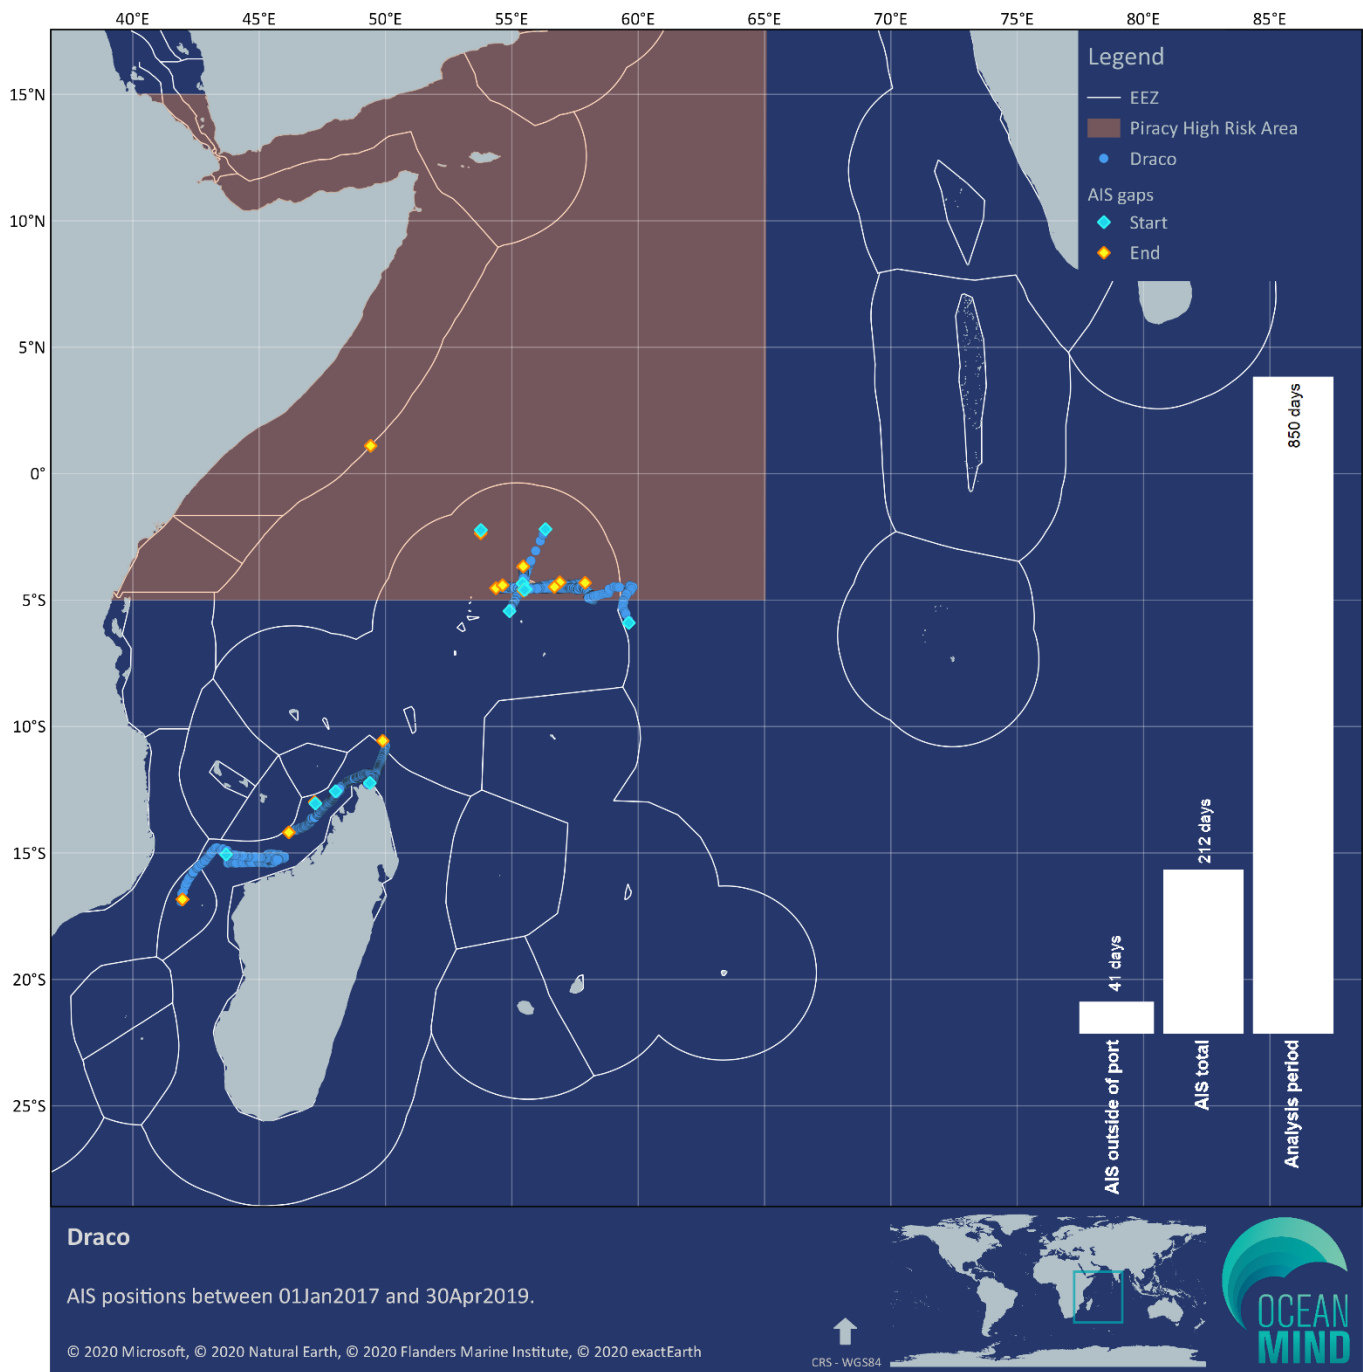 40°E 45°E 50°E 55°E 60°E 65°E 70°E 75°E 80°E 85°E
15°N
10°N
5°N
0°
5°S
10°S
15°S
20°S
25°S
Legend
EEZ
Piracy High Risk Area
Draco
AIS gaps
Start
End
41 days
212 days
850 days
AIS outside of port
AIS total
Analysis period
Draco
AIS positions between 01Jan2017 and 30Apr2019.
© 2020 Microsoft, © 2020 Natural Earth, © 2020 Flanders Marine Institute, © 2020 exactEarth
CRS - WGS84
OCEAN
MIND